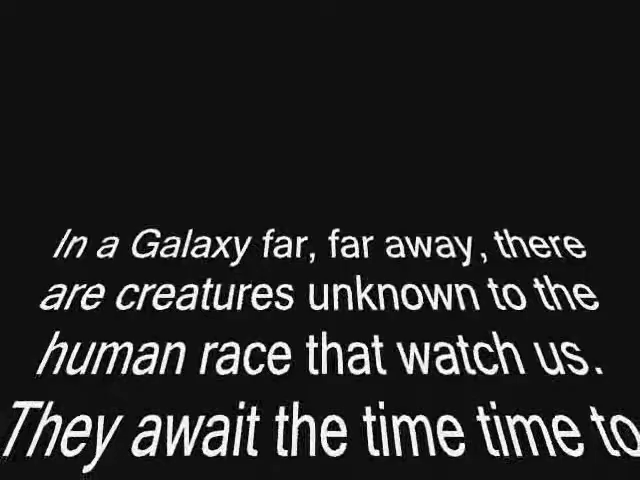 In a Galaxy far, far away, there
are creatures unknown to the
human race that watch us.
They await the time time to